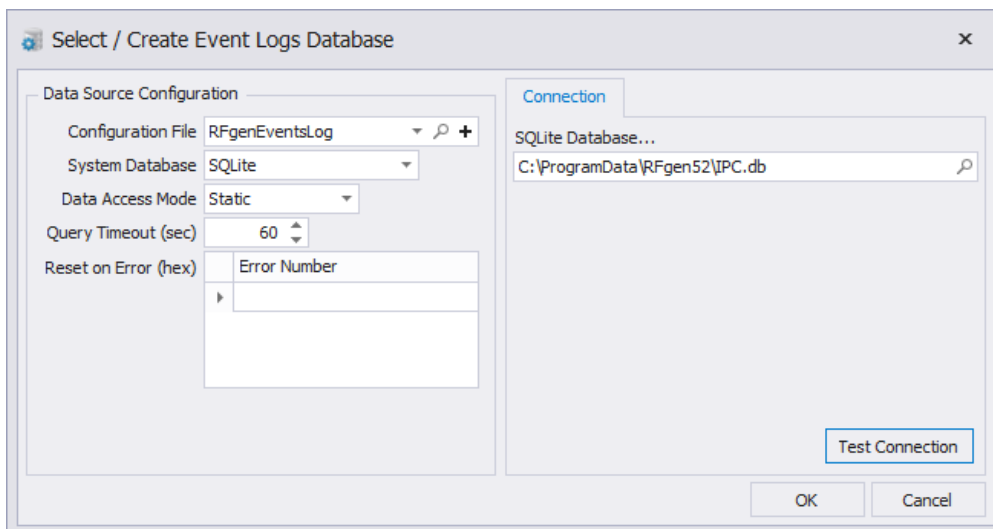 Select / Create Event Logs Database
Data Source Configuration
Configuration File RFgenEventsLog
System Database SQLite
Data Access Mode Static
Query Timeout (sec) 60
Reset on Error (hex) Error Number
Connection
SQLite Database...
C:\ProgramData\RFgen52\IPC.db
Test Connection
OK Cancel